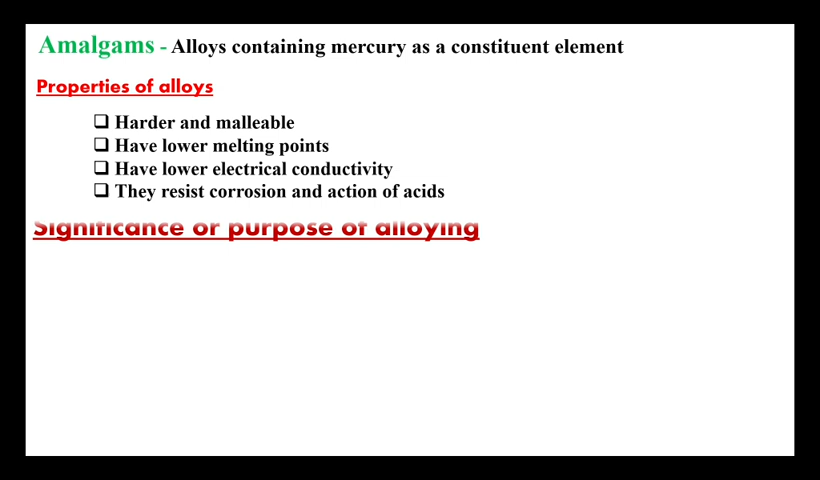 Amalgams - Alloys containing mercury as a constituent element
Properties of alloys
❑ Harder and malleable
❑ Have lower melting points
❑ Have lower electrical conductivity
❑ They resist corrosion and action of acids
Significance or purpose of alloying